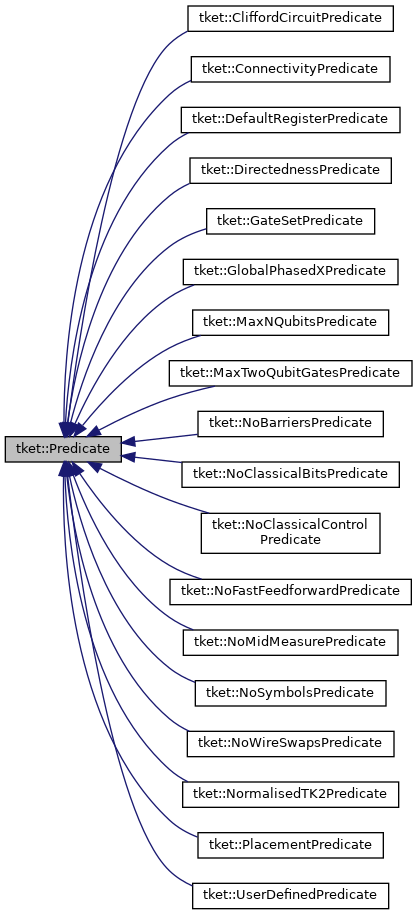 tket::CliffordCircuitPredicate
tket::ConnectivityPredicate
tket::DefaultRegisterPredicate
tket::DirectednessPredicate
tket::GateSetPredicate
tket::GlobalPhasedXPredicate
tket::MaxNQubitsPredicate
tket::MaxTwoQubitGatesPredicate
tket::NoBarriersPredicate
tket::Predicate
tket::NoClassicalBitsPredicate
tket::NoClassicalControl
Predicate
tket::NoFastFeedforwardPredicate
tket::NoMidMeasurePredicate
tket::NoSymbolsPredicate
tket::NoWireSwapsPredicate
tket::NormalisedTK2Predicate
tket::PlacementPredicate
tket::UserDefinedPredicate